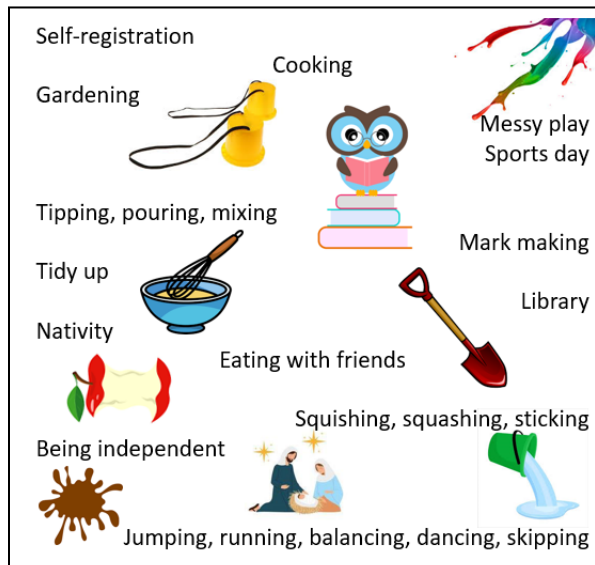 Self-registration
Cooking
Gardening
Messy play
Sports day
Tipping, pouring, mixing
Mark making
Tidy up
Library
Nativity
Eating with friends
Squishing, squashing, sticking
Being independent
Jumping, running, balancing, dancing, skipping